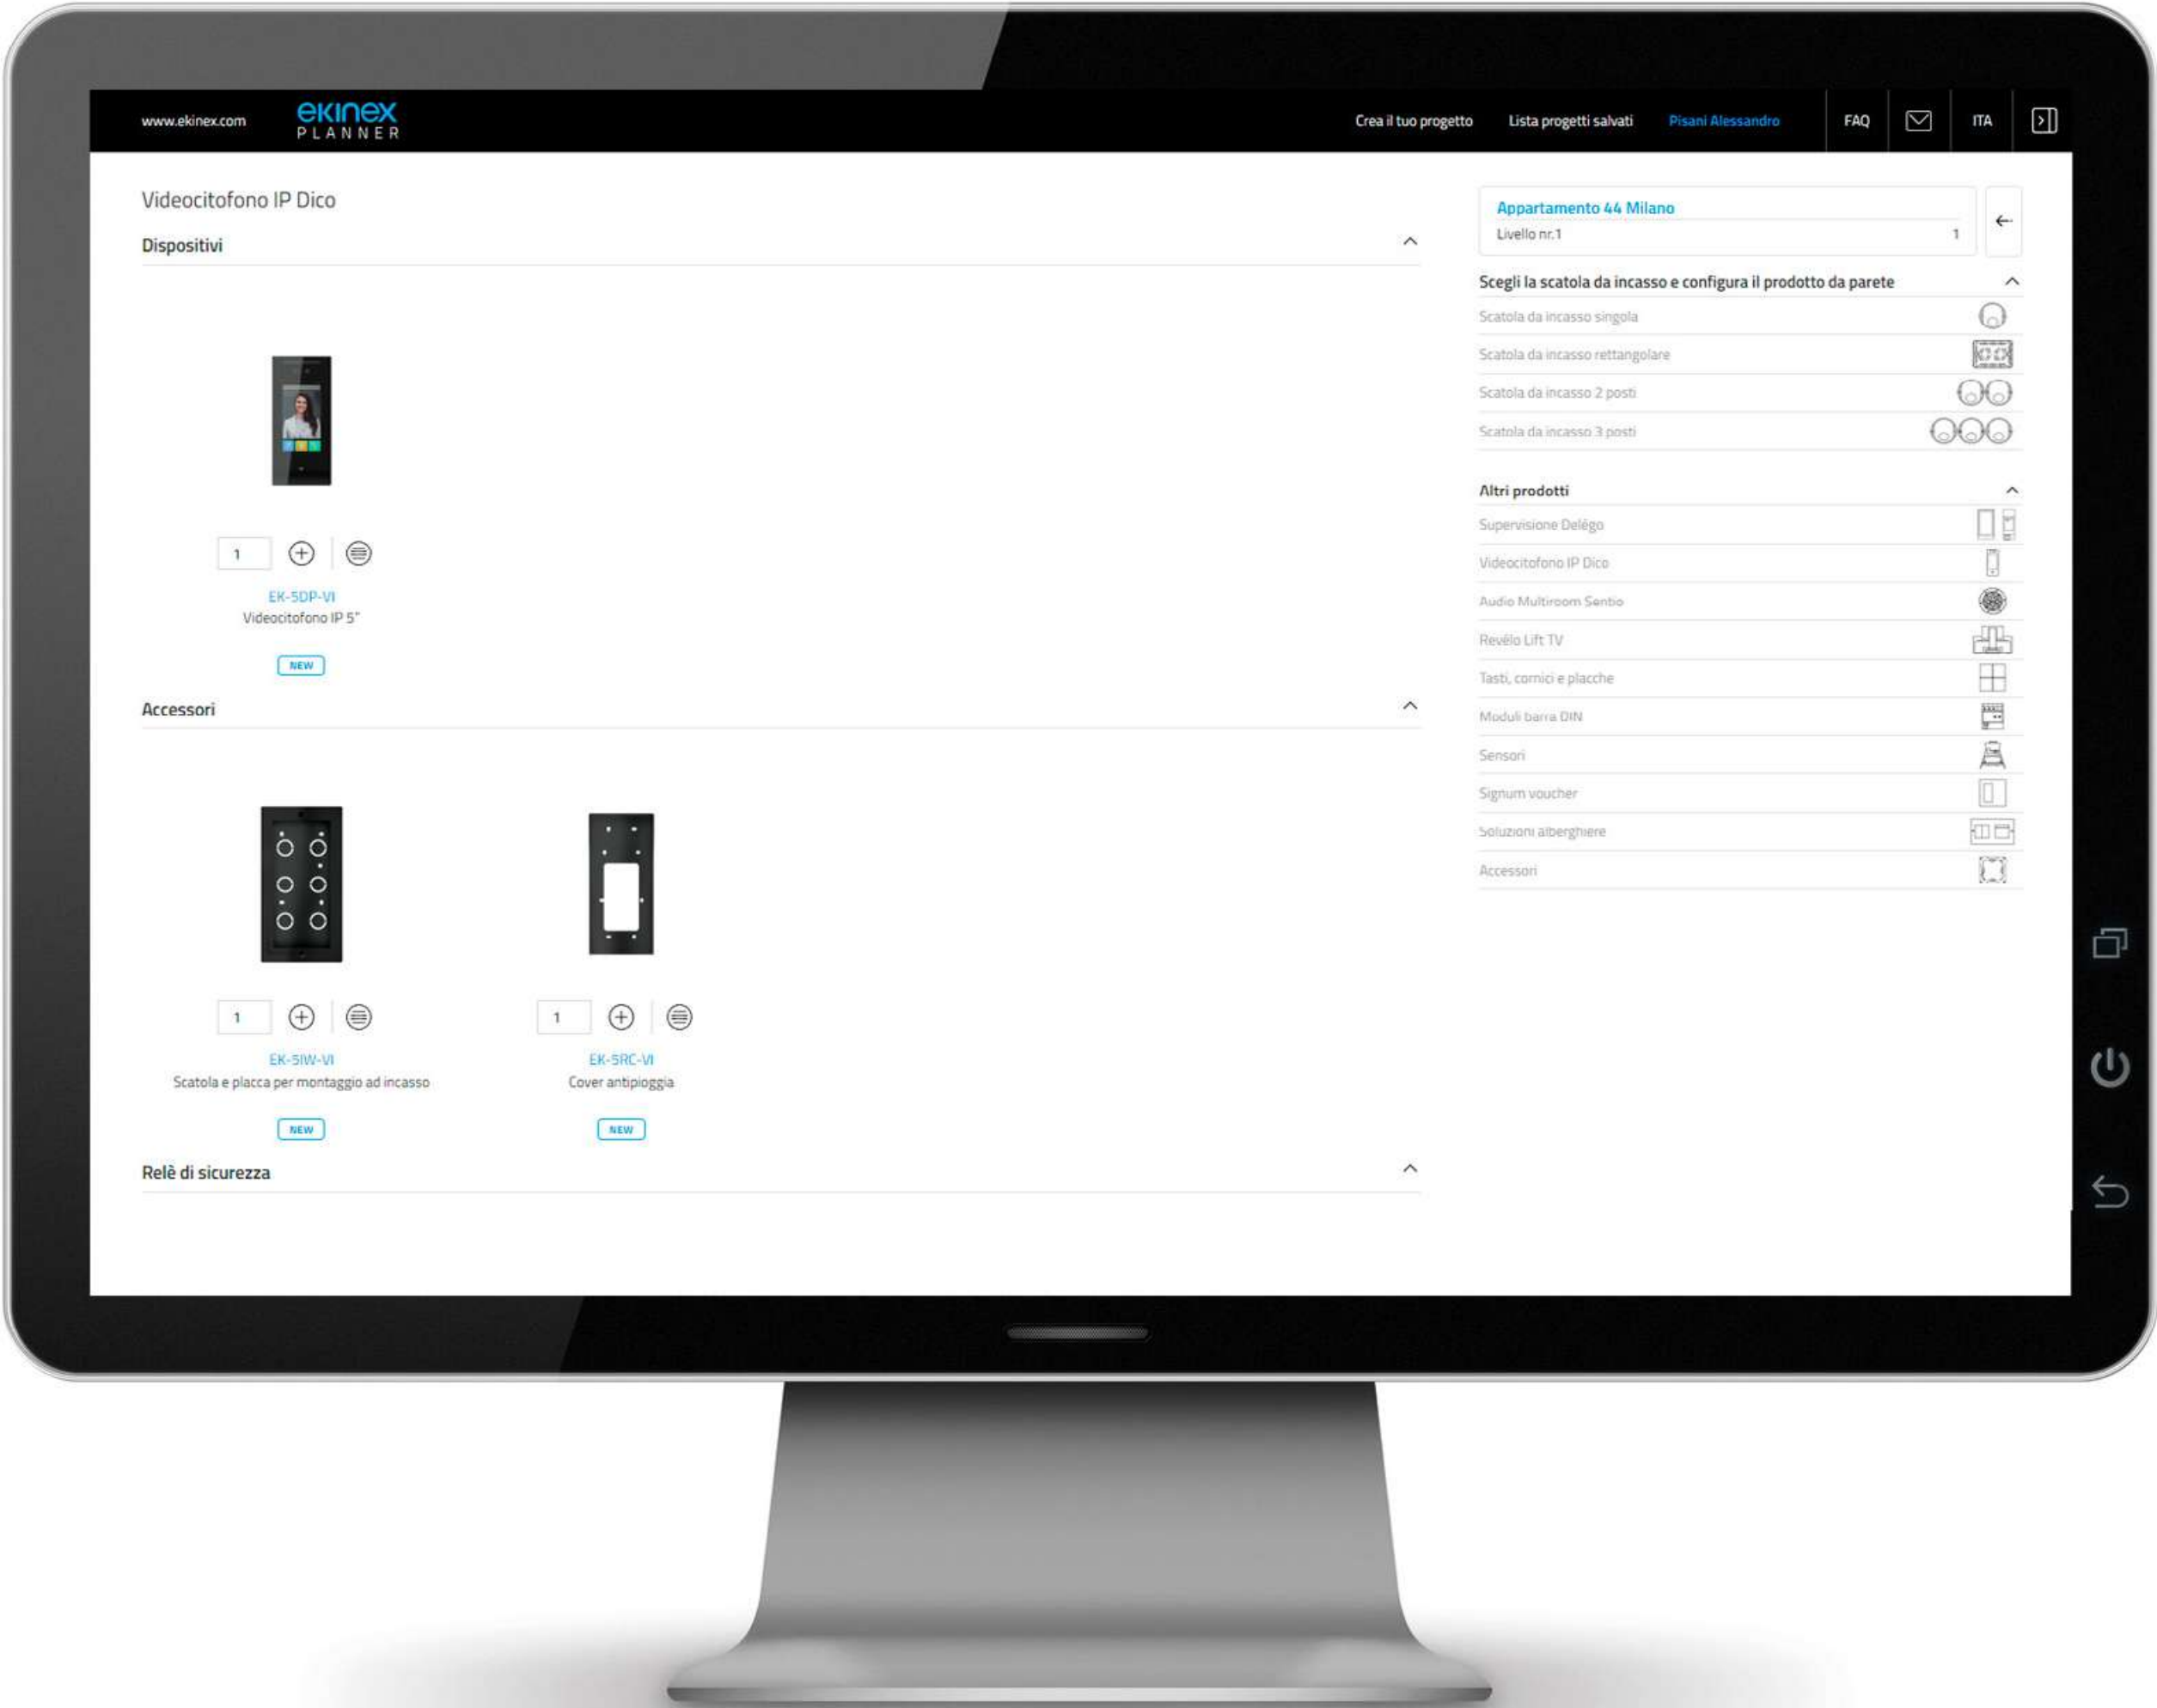 www.ekinex.com
ekinex
PLANNER
Crea il tuo progetto
Lista progetti salvati
Pisani Alessandro
FAQ
ITA
Videocitofono IP Dico
Dispositivi
1
EK-5DP-VI
Videocitofono IP 5"
NEW
Accessori
1
EK-5IW-VI
Scatola e placca per montaggio ad incasso
NEW
1
EK-5RC-VI
Cover antipioggia
NEW
Relè di sicurezza
Appartamento 44 Milano
Livello nr.1 1
Scegli la scatola da incasso e configura il prodotto da parete
Scatola da incasso singola
Scatola da incasso rettangolare
Scatola da incasso 2 posti
Scatola da incasso 3 posti
Altri prodotti
Supervisione Delégo
Videocitofono IP Dico
Audio Multiroom Sentio
Revélo Lift TV
Tasti, cornici e placche
Moduli barra DIN
Sensori
Signum voucher
Soluzioni alberghiere
Accessori